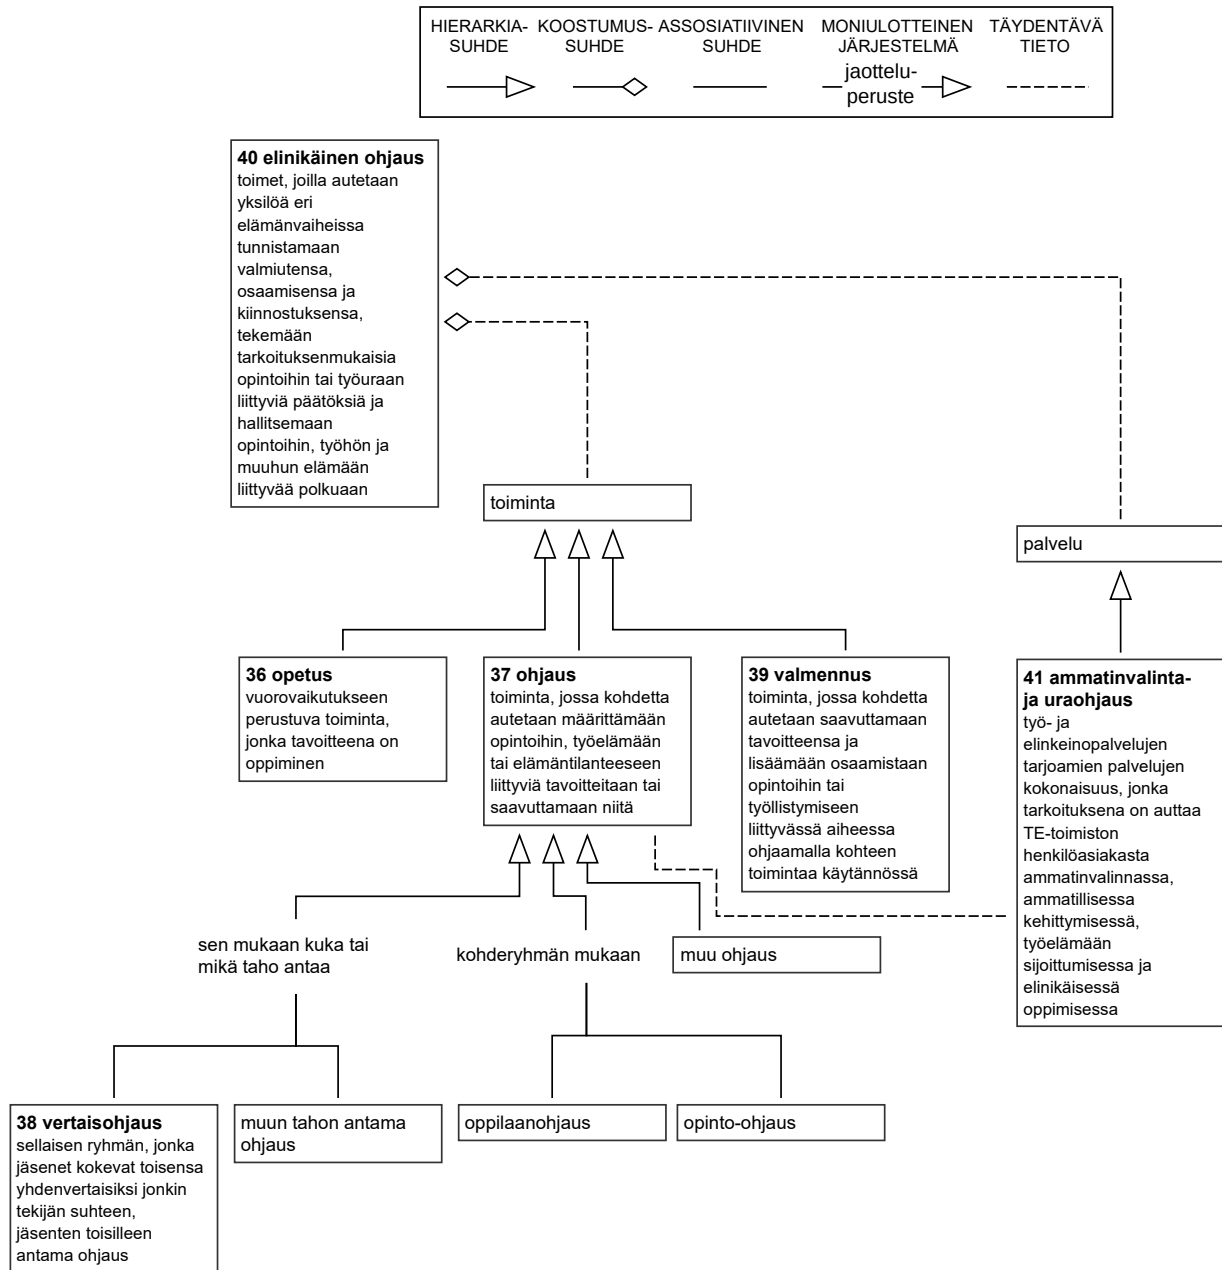 HIERARKIA-
SUHDE
KOOSTUMUS-
SUHDE
ASSOSIATIIVINEN
SUHDE
MONIULOTTEINEN
JÄRJESTELMÄ
TÄYDENTÄVÄ
TIETO
jaottelu-
peruste
40 elinikäinen ohjaus
toimet, joilla autetaan
yksilöä eri
elämänvaiheissa
tunnistamaan
valmiutensa,
osaamisensa ja
kiinnostuksensa,
tekemään
tarkoituksenmukaisia
opintoihin tai työuraan
liittyviä päätöksiä ja
hallitsemaan
opintoihin, työhön ja
muuhun elämään
liittyvää polkuaan
toiminta
palvelu
36 opetus
vuorovaikutukseen
perustuva toiminta,
jonka tavoitteena on
oppiminen
37 ohjaus
toiminta, jossa kohdetta
autetaan määrittämään
opintoihin, työelämään
tai elämäntilanteeseen
liittyviä tavoitteitaan tai
saavuttamaan niitä
39 valmennus
toiminta, jossa kohdetta
autetaan saavuttamaan
tavoitteensa ja
lisäämään osaamistaan
opintoihin tai
työllistymiseen
liittyvässä aiheessa
ohjaamalla kohteen
toimintaa käytännössä
41 ammatinvalinta-
ja uraohjaus
työ- ja
elinkeinopalvelujen
tarjoamien palvelujen
kokonaisuus, jonka
tarkoituksena on auttaa
TE-toimiston
henkilöasiakasta
ammatinvalinnassa,
ammatillisessa
kehittymisessä,
työelämään
sijoittumisessa ja
elinikäisessä
oppimisessa
sen mukaan kuka tai
mikä taho antaa
kohderyhmän mukaan
muu ohjaus
38 vertaisohjaus
sellaisen ryhmän, jonka
jäsenet kokevat toisensa
yhdenvertaisiksi jonkin
tekijän suhteen,
jäsenten toisilleen
antama ohjaus
muun tahon antama
ohjaus
oppilaanohjaus
opinto-ohjaus